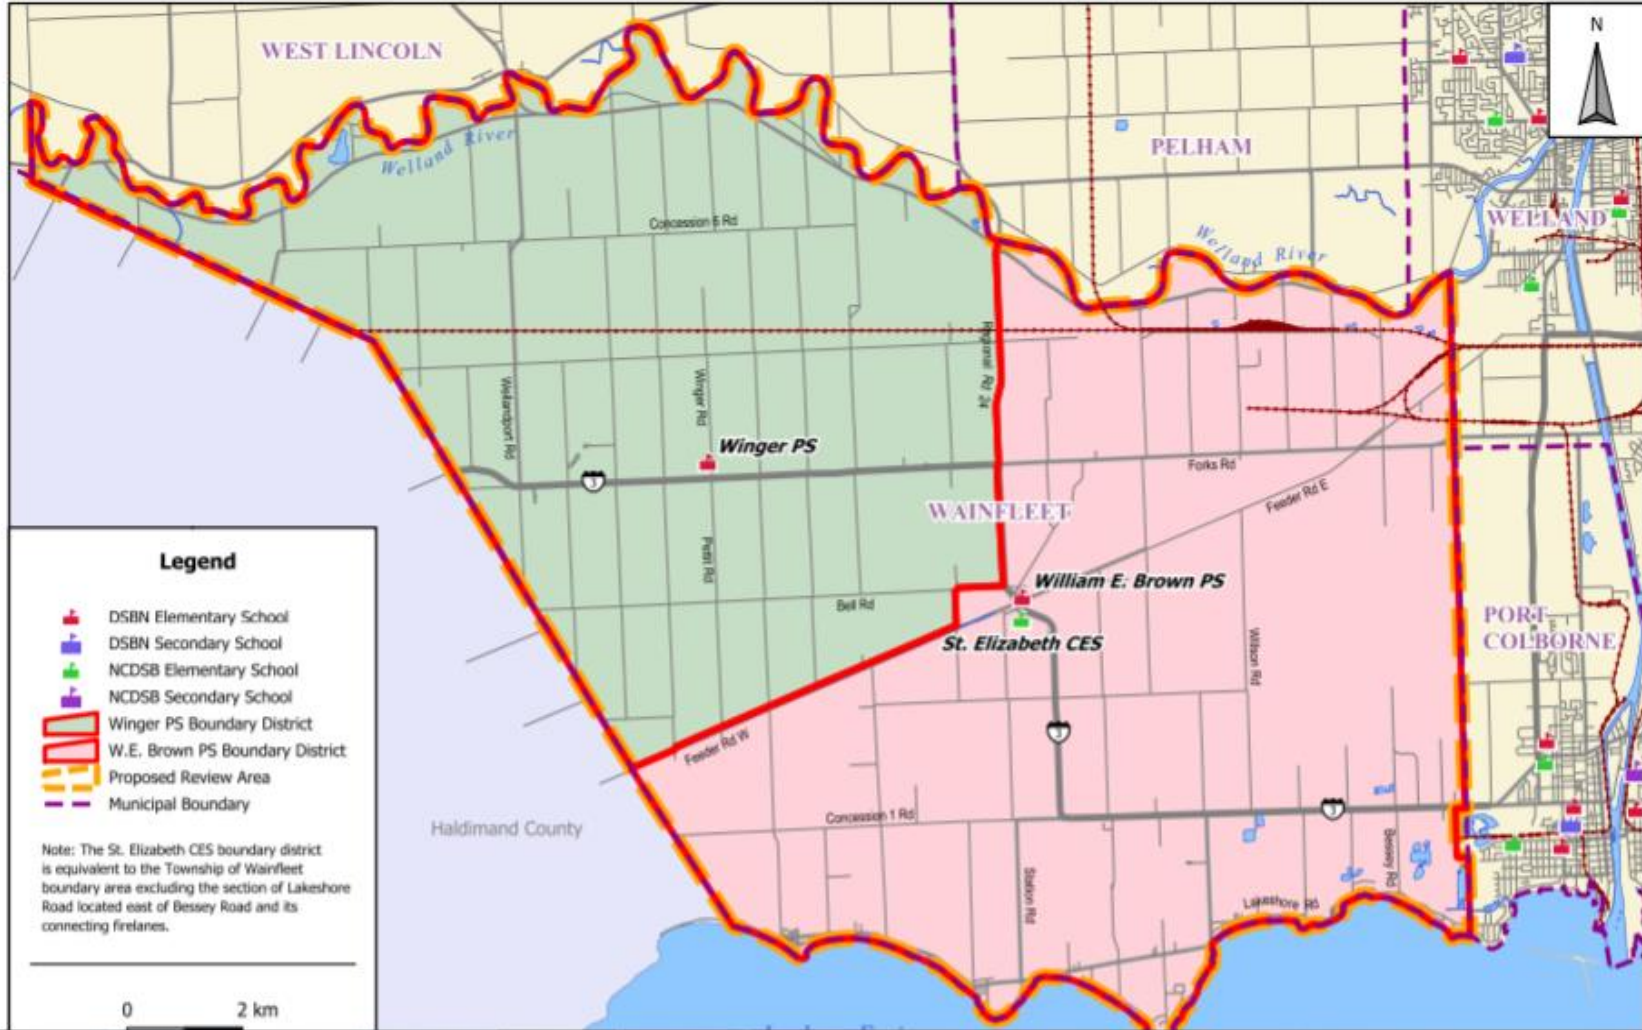 N
WEST LINCOLN
PELHAM
WELLAND
Welland River
Welland River
Concession 6 Rd
Regional Rd 24
Wellandport Rd
Winger Rd
Winger PS
3
Forks Rd
Feeder Rd E
WAINFLEET
Pettit Rd
William E. Brown PS
Bell Rd
St. Elizabeth CES
PORT
COLBORNE
Willson Rd
3
Feeder Rd W
Concession 1 Rd
3
Haldimand County
Station Rd
Bessey Rd
Lakeshore Rd
Legend
DSBN Elementary School
DSBN Secondary School
NCDSB Elementary School
NCDSB Secondary School
Winger PS Boundary District
W.E. Brown PS Boundary District
Proposed Review Area
Municipal Boundary
Note: The St. Elizabeth CES boundary district
is equivalent to the Township of Wainfleet
boundary area excluding the section of Lakeshore
Road located east of Bessey Road and its
connecting firelanes.
0 2 km